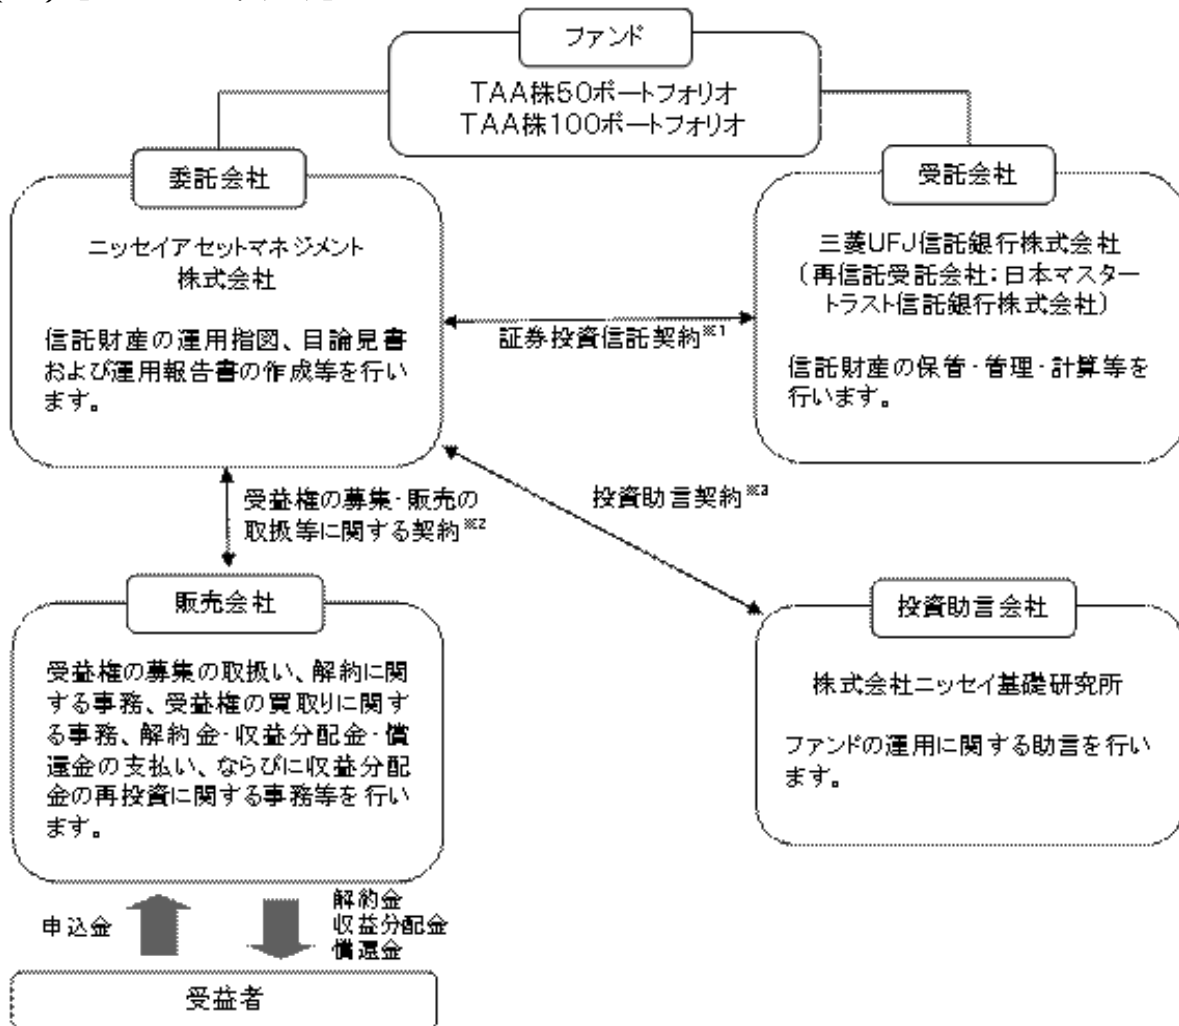 ファンド
TAA株50ポートフォリオ
TAA株100ポートフォリオ
委託会社
ニッセイアセットマネジメント
株式会社
信託財産の運用指図、目論見書
および運用報告書の作成等を行い
ます。
受託会社
三菱UFJ信託銀行株式会社
(再信託受託会社:日本マスター
トラスト信託銀行株式会社)
信託財産の保管・管理・計算等を
行います。
証券投資信託契約※1
受益権の募集・販売の
取扱等に関する契約※2
投資助言契約※3
販売会社
受益権の募集の取扱い、解約に関
する事務、受益権の買取りに関す
る事務、解約金・収益分配金・償
還金の支払い、ならびに収益分配
金の再投資に関する事務等を行い
ます。
投資助言会社
株式会社ニッセイ基礎研究所
ファンドの運用に関する助言を行い
ます。
申込金
解約金
収益分配金
償還金
受益者